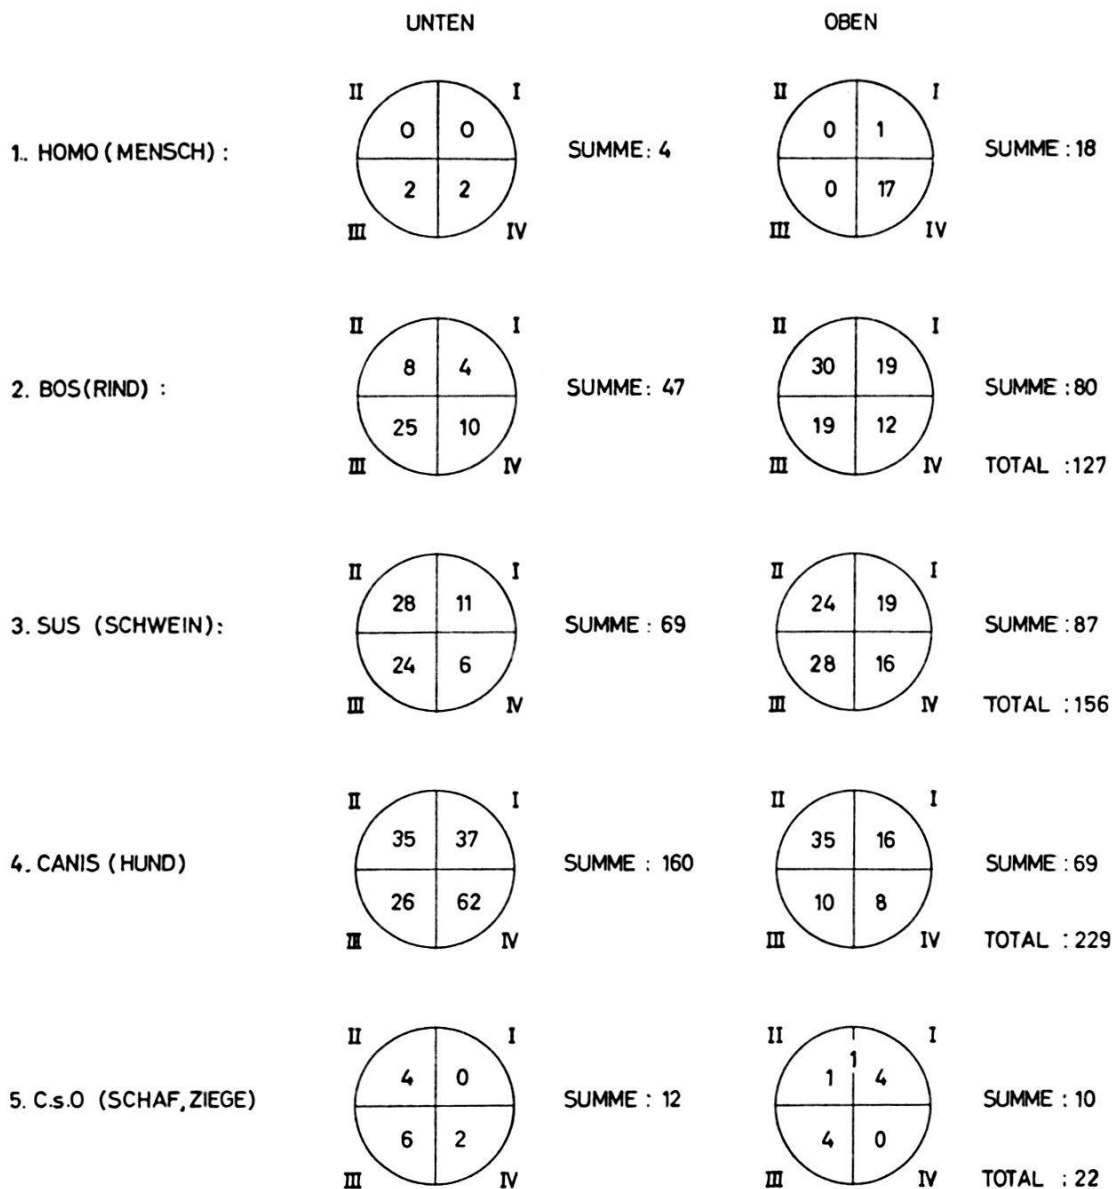 UNTEN OBEN
II I II I
0 0 0 1
1. HOMO (MENSCH) : SUMME: 4 SUMME : 18
2 2 0 17
III IV III IV
II I II I
8 4 30 19
2. BOS (RIND) : SUMME: 47 SUMME : 80
25 10 19 12
III IV III IV TOTAL : 127
II I II I
28 11 24 19
3. SUS (SCHWEIN): SUMME : 69 SUMME : 87
24 6 28 16
III IV III IV TOTAL : 156
II I II I
35 37 35 16
4. CANIS (HUND) SUMME : 160 SUMME : 69
26 62 10 8
III IV III IV TOTAL : 229
II I II I
1
4 0 1 4
5. C.s.O (SCHAF, ZIEGE) SUMME : 12 SUMME : 10
6 2 4 0
III IV III IV TOTAL : 22